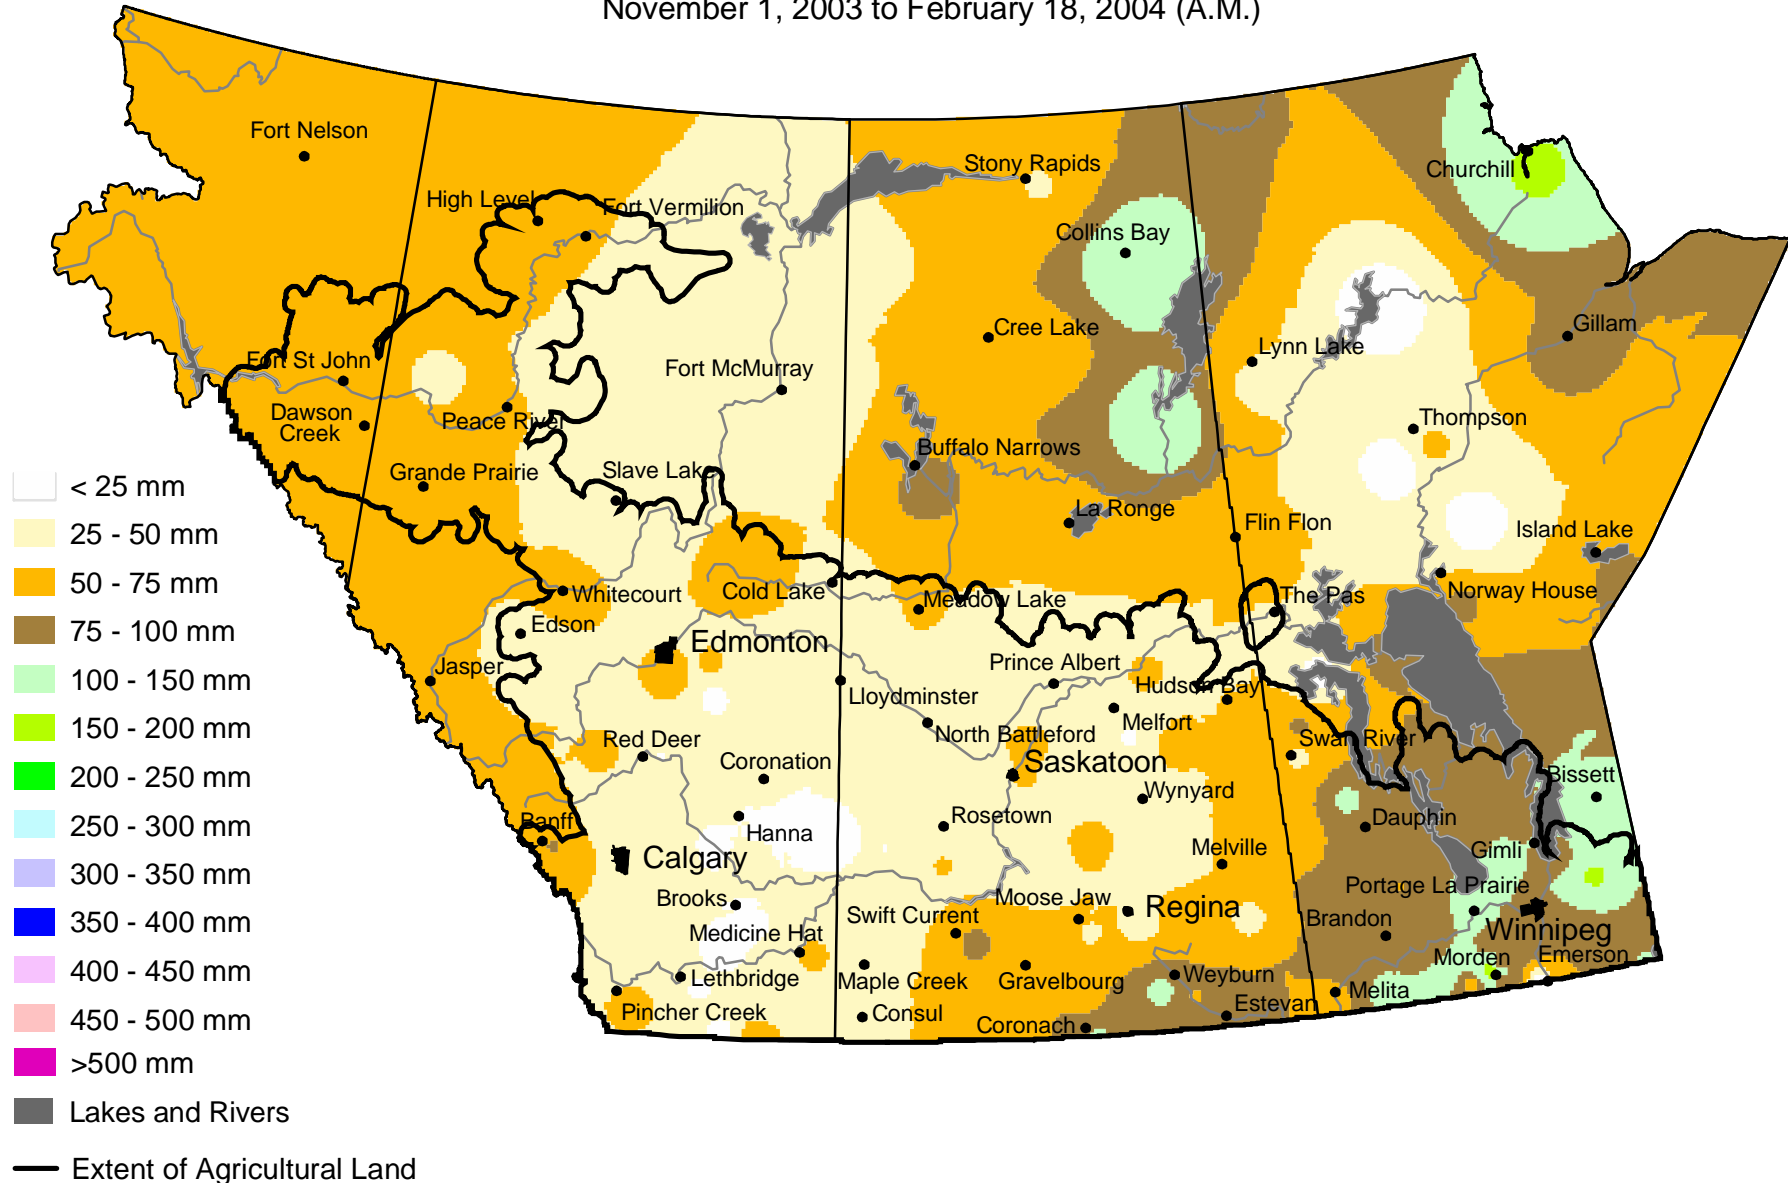 November 1, 2003 to February 18, 2004 (A.M.)
Fort Nelson
Stony Rapids
Churchill
High Level
Fort Vermilion
Collins Bay
Cree Lake
Gillam
Lynn Lake
Fort St John
Fort McMurray
Dawson
Creek
Peace River
Thompson
Buffalo Narrows
Grande Prairie
Slave Lake
La Ronge
Flin Flon
Island Lake
Whitecourt
Cold Lake
Meadow Lake
The Pas
Norway House
Edson
Edmonton
Jasper
Prince Albert
Lloydminster
Hudson Bay
Melfort
North Battleford
Red Deer
Swan River
Coronation
Saskatoon
Bissett
Wynyard
Banff
Hanna
Rosetown
Dauphin
Calgary
Melville
Gimli
Brooks
Moose Jaw
Portage La Prairie
Swift Current
Regina
Brandon
Medicine Hat
Winnipeg
Lethbridge
Maple Creek
Gravelbourg
Weyburn
Morden
Emerson
Pincher Creek
Consul
Coronach
Estevan
Melita
< 25 mm
25 - 50 mm
50 - 75 mm
75 - 100 mm
100 - 150 mm
150 - 200 mm
200 - 250 mm
250 - 300 mm
300 - 350 mm
350 - 400 mm
400 - 450 mm
450 - 500 mm
>500 mm
Lakes and Rivers
Extent of Agricultural Land